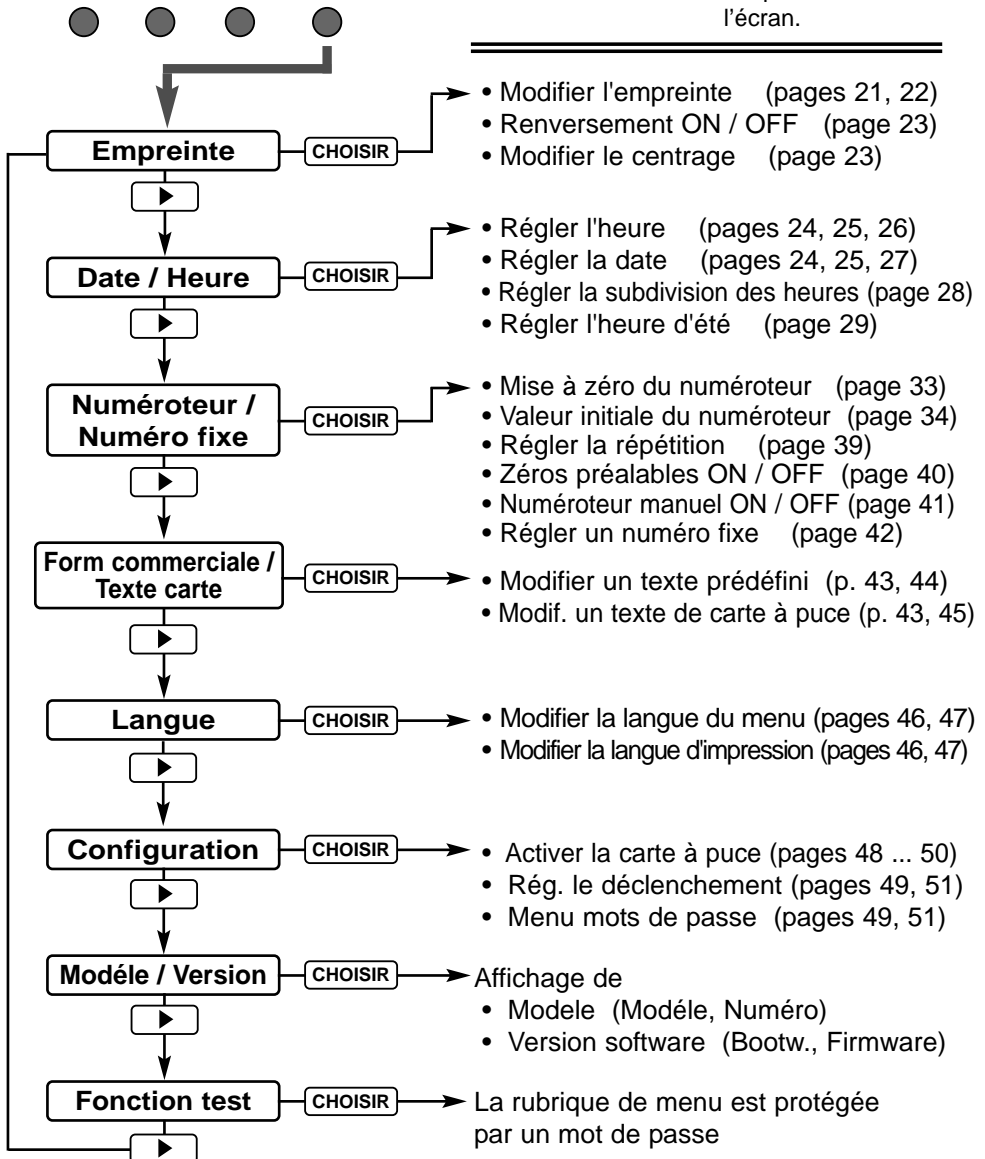 l'écran.
Empreinte
CHOISIR
• Modifier l'empreinte (pages 21, 22)
• Renversement ON / OFF (page 23)
• Modifier le centrage (page 23)
Date / Heure
CHOISIR
• Régler l'heure (pages 24, 25, 26)
• Régler la date (pages 24, 25, 27)
• Régler la subdivision des heures (page 28)
• Régler l'heure d'été (page 29)
Numéroteur /
Numéro fixe
CHOISIR
• Mise à zéro du numéroteur (page 33)
• Valeur initiale du numéroteur (page 34)
• Régler la répétition (page 39)
• Zéros préalables ON / OFF (page 40)
• Numéroteur manuel ON / OFF (page 41)
• Régler un numéro fixe (page 42)
Form commerciale /
Texte carte
CHOISIR
• Modifier un texte prédéfini (p. 43, 44)
• Modif. un texte de carte à puce (p. 43, 45)
Langue
CHOISIR
• Modifier la langue du menu (pages 46, 47)
• Modifier la langue d'impression (pages 46, 47)
Configuration
CHOISIR
• Activer la carte à puce (pages 48 ... 50)
• Rég. le déclenchement (pages 49, 51)
• Menu mots de passe (pages 49, 51)
Modéle / Version
CHOISIR
Affichage de
• Modele (Modéle, Numéro)
• Version software (Bootw., Firmware)
Fonction test
CHOISIR
La rubrique de menu est protégée
par un mot de passe